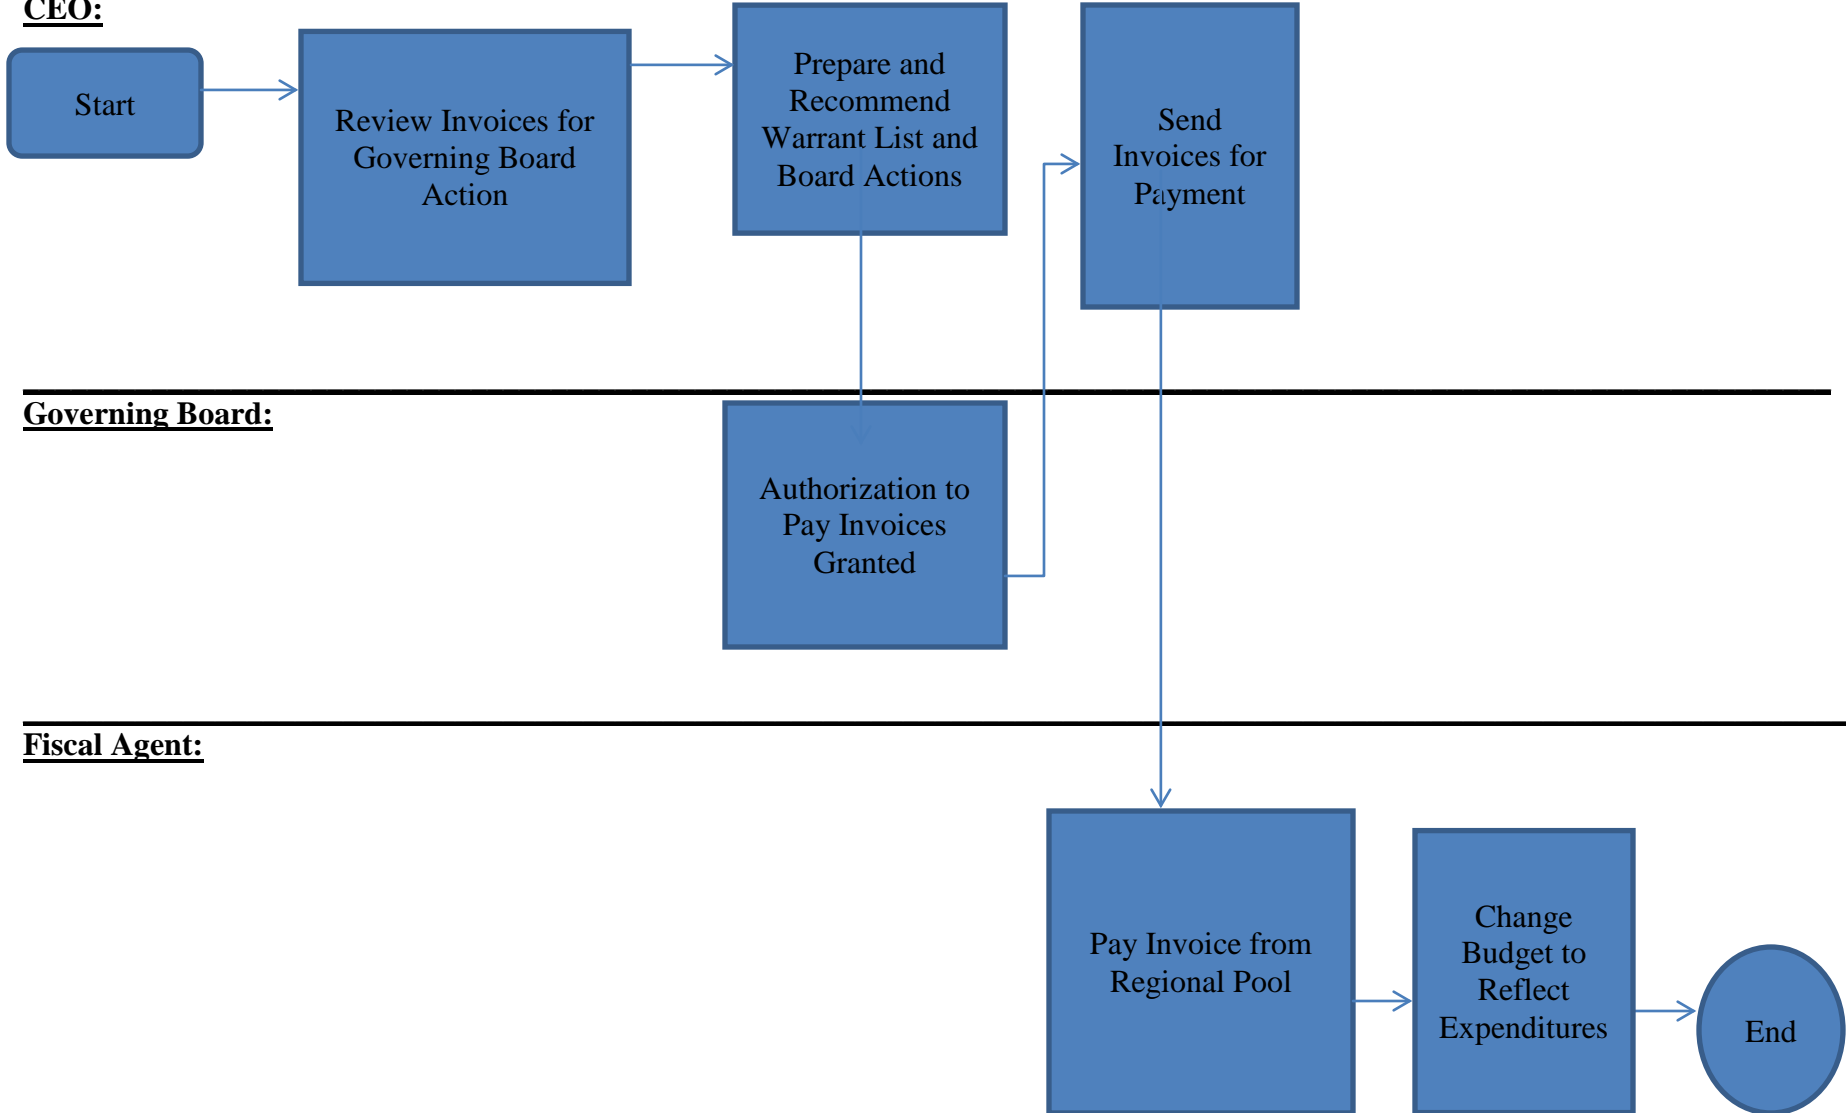 CEO:
Start
Review Invoices for
Governing Board
Action
Prepare and
Recommend
Warrant List and
Board Actions
Send
Invoices for
Payment
Governing Board:
Authorization to
Pay Invoices
Granted
Fiscal Agent:
Pay Invoice from
Regional Pool
Change
Budget to
Reflect
Expenditures
End